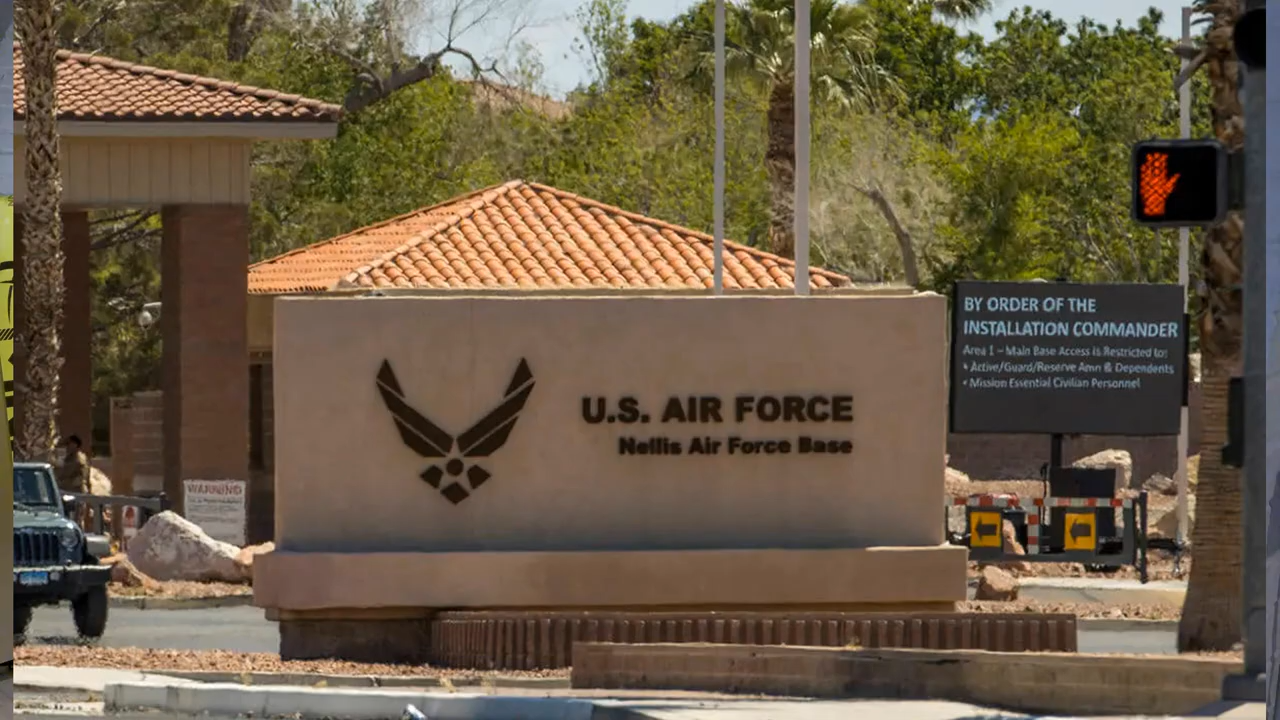 U.S. AIR FORCE
Nellis Air Force Base
BY ORDER OF THE
INSTALLATION COMMANDER
Area 1 - Main Base Access is Restricted to:
• Active/Guard/Reserve Amn & Dependents
• Mission Essential Civilian Personnel
WARNING